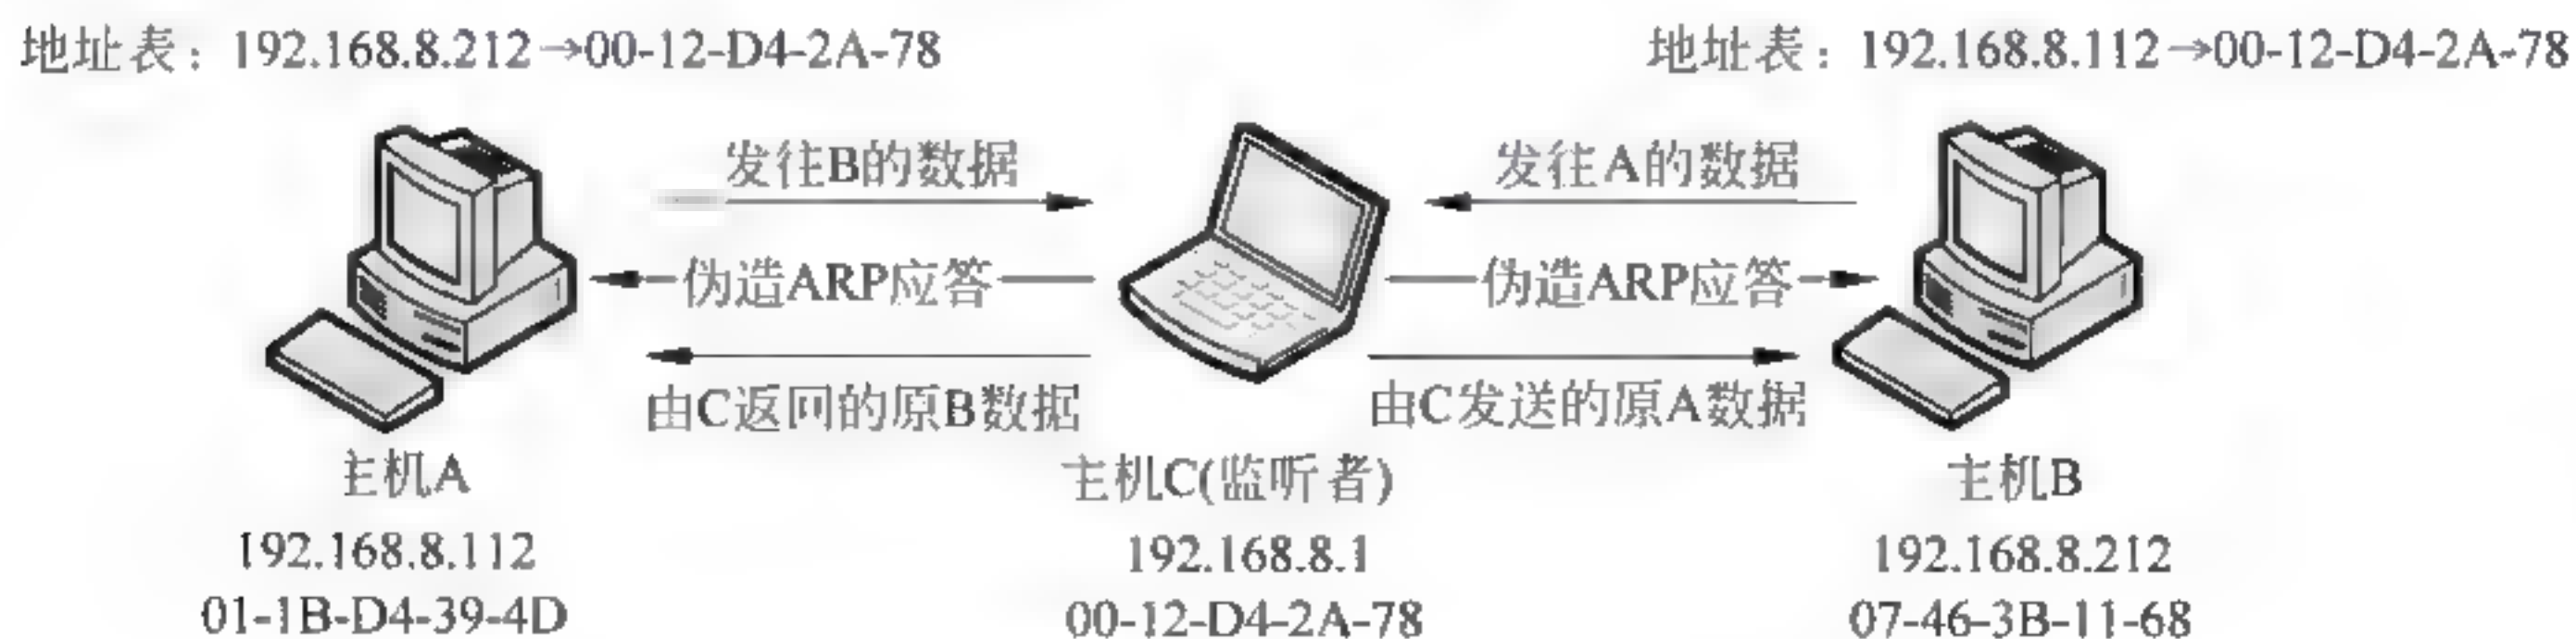 地址表：192.168.8.212→00-12-D4-2A-78
地址表：192.168.8.112→00-12-D4-2A-78
发往B的数据
发往A的数据
伪造ARP应答
伪造ARP应答
由C返回的原B数据
由C发送的原A数据
主机A
主机C(监听者)
主机B
192.168.8.112
192.168.8.1
192.168.8.212
01-1B-D4-39-4D
00-12-D4-2A-78
07-46-3B-11-68